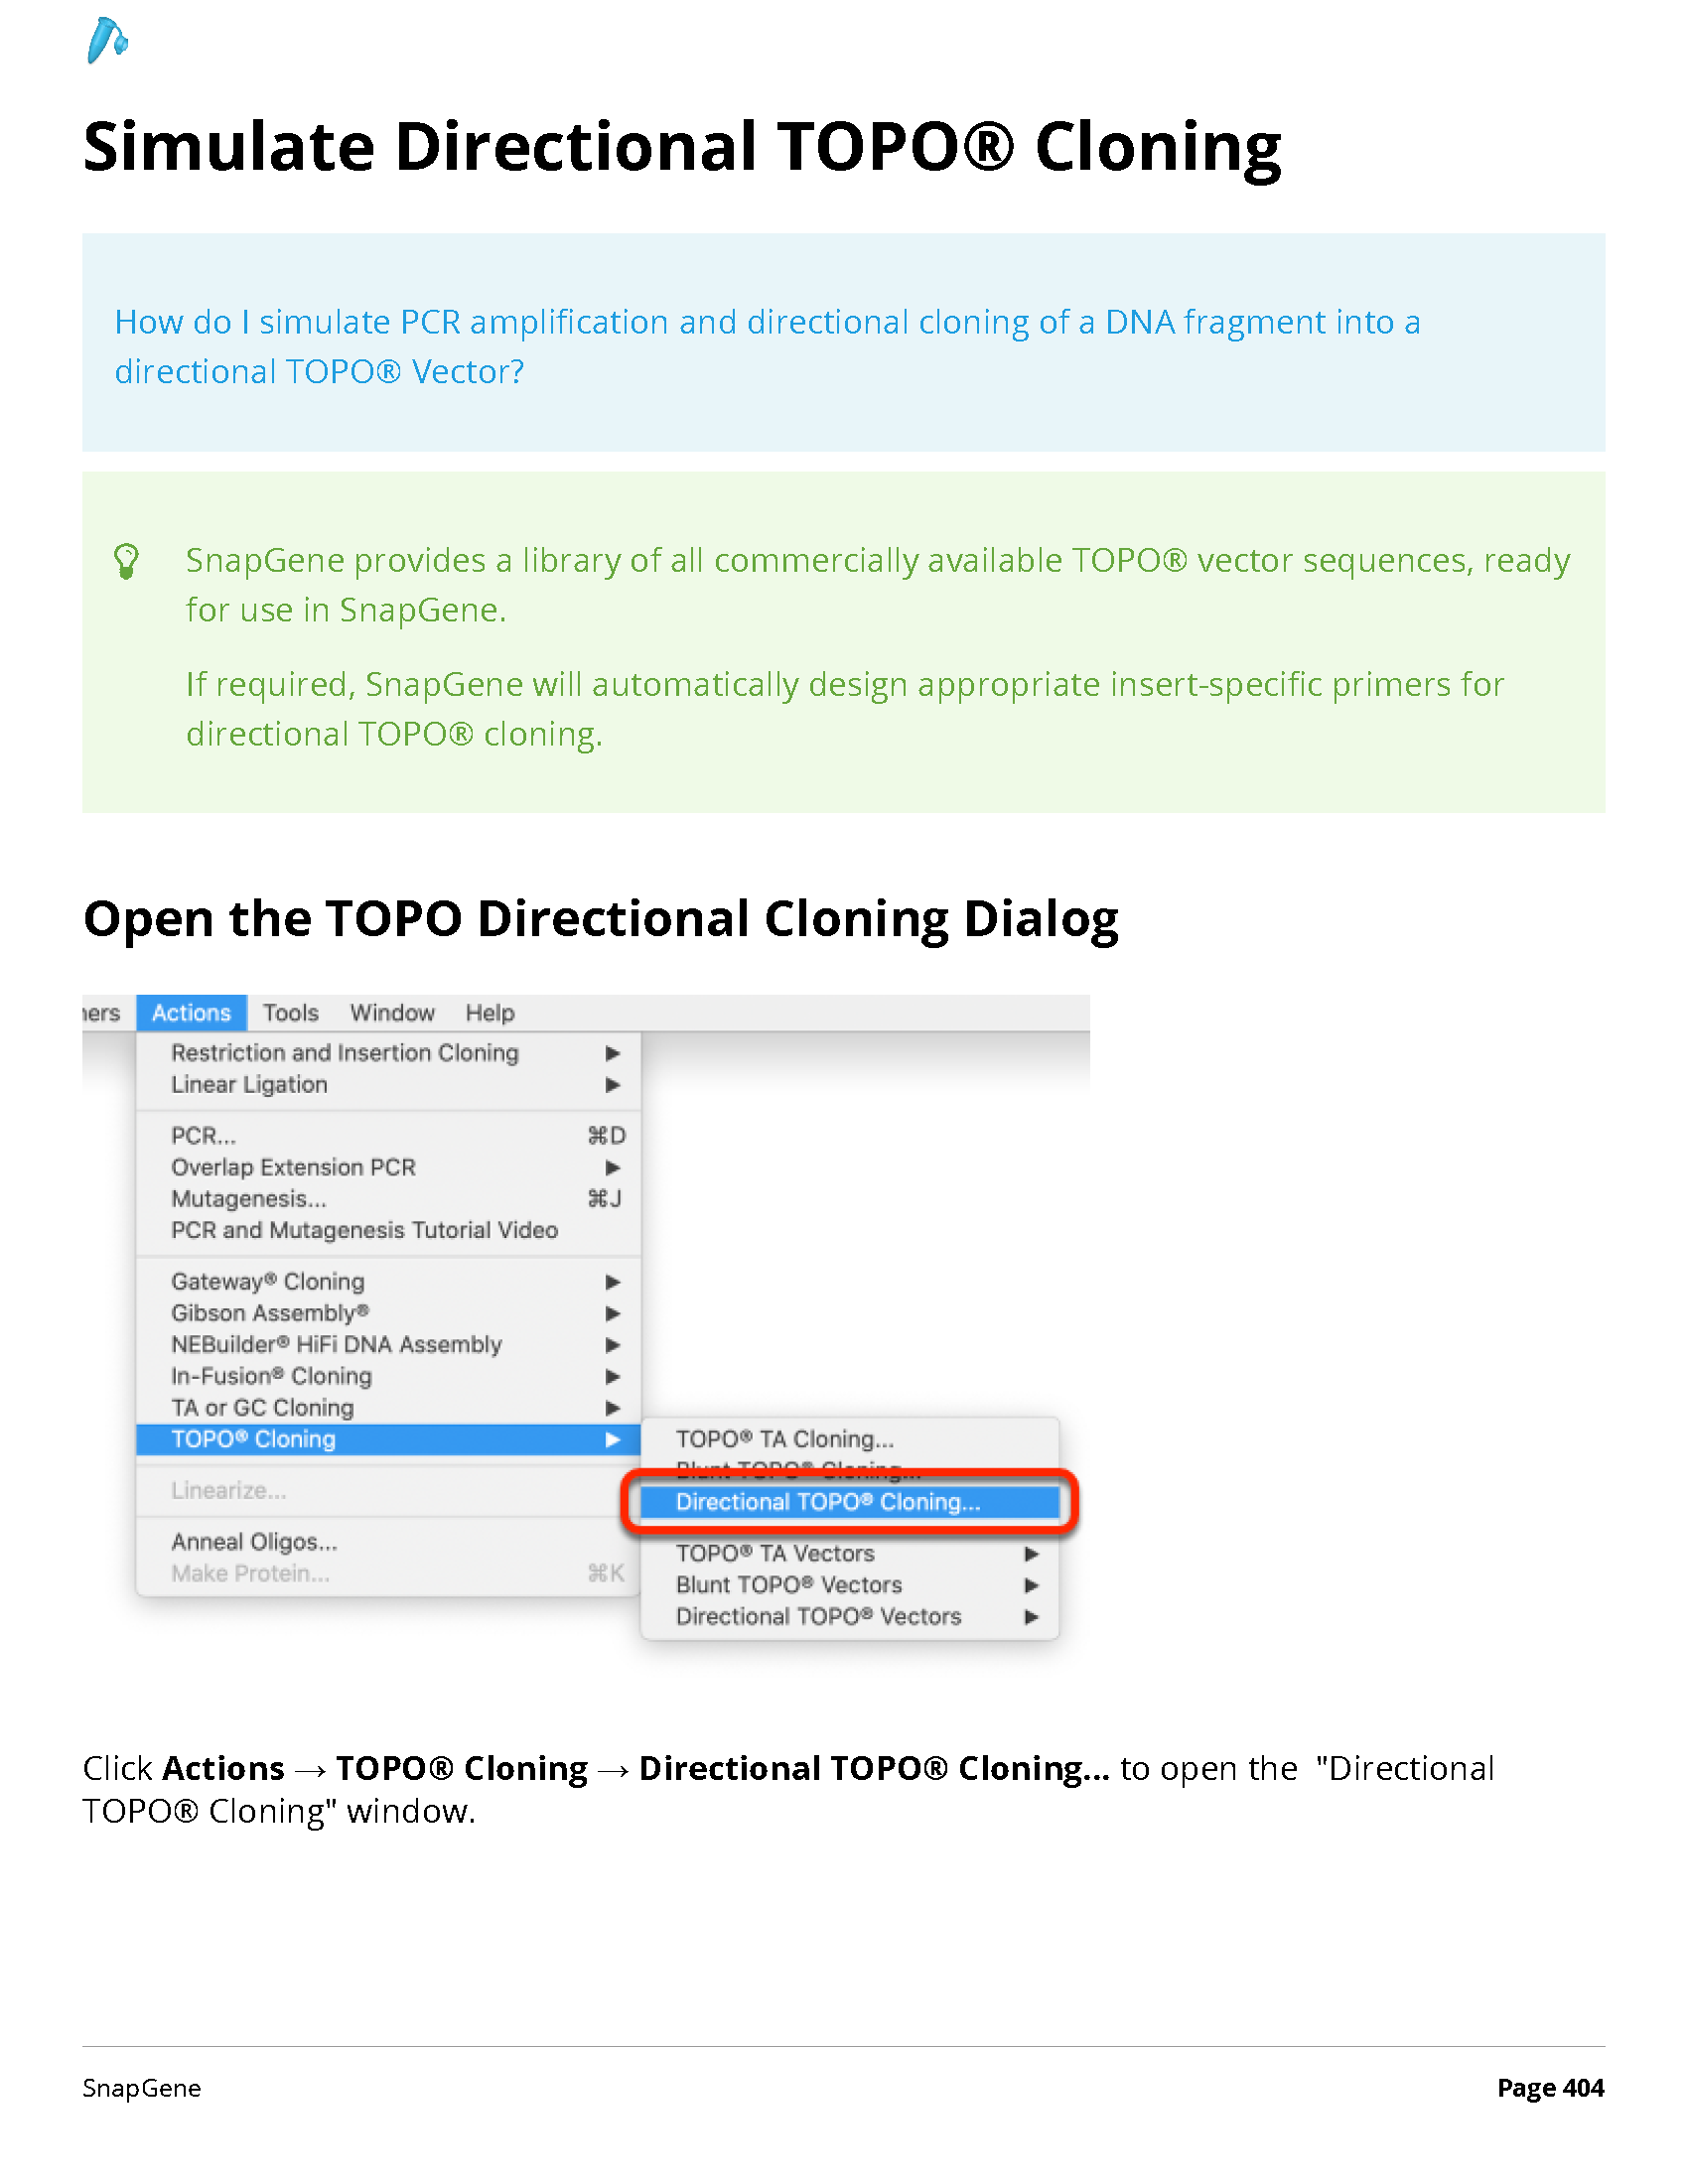 Simulate Directional TOPO® Cloning
How do I simulate PCR amplification and directional cloning of a DNA fragment into a
directional TOPO® Vector?
SnapGene provides a library of all commercially available TOPO® vector sequences, ready
for use in SnapGene.
If required, SnapGene will automatically design appropriate insert-specific primers for
directional TOPO® cloning.
Open the TOPO Directional Cloning Dialog
ners Actions Tools Window Help
Restriction and Insertion Cloning ▶
Linear Ligation ▶
PCR... ⌘D
Overlap Extension PCR ▶
Mutagenesis... ⌘J
PCR and Mutagenesis Tutorial Video
Gateway® Cloning ▶
Gibson Assembly® ▶
NEBuilder® HiFi DNA Assembly ▶
In-Fusion® Cloning ▶
TA or GC Cloning ▶
TOPO® Cloning ▶
Linearize...
Anneal Oligos...
Make Protein... ⌘K
TOPO® TA Cloning...
Blunt TOPO® Cloning...
Directional TOPO® Cloning...
TOPO® TA Vectors ▶
Blunt TOPO® Vectors ▶
Directional TOPO® Vectors ▶
Click Actions → TOPO® Cloning → Directional TOPO® Cloning... to open the "Directional
TOPO® Cloning" window.
SnapGene Page 404